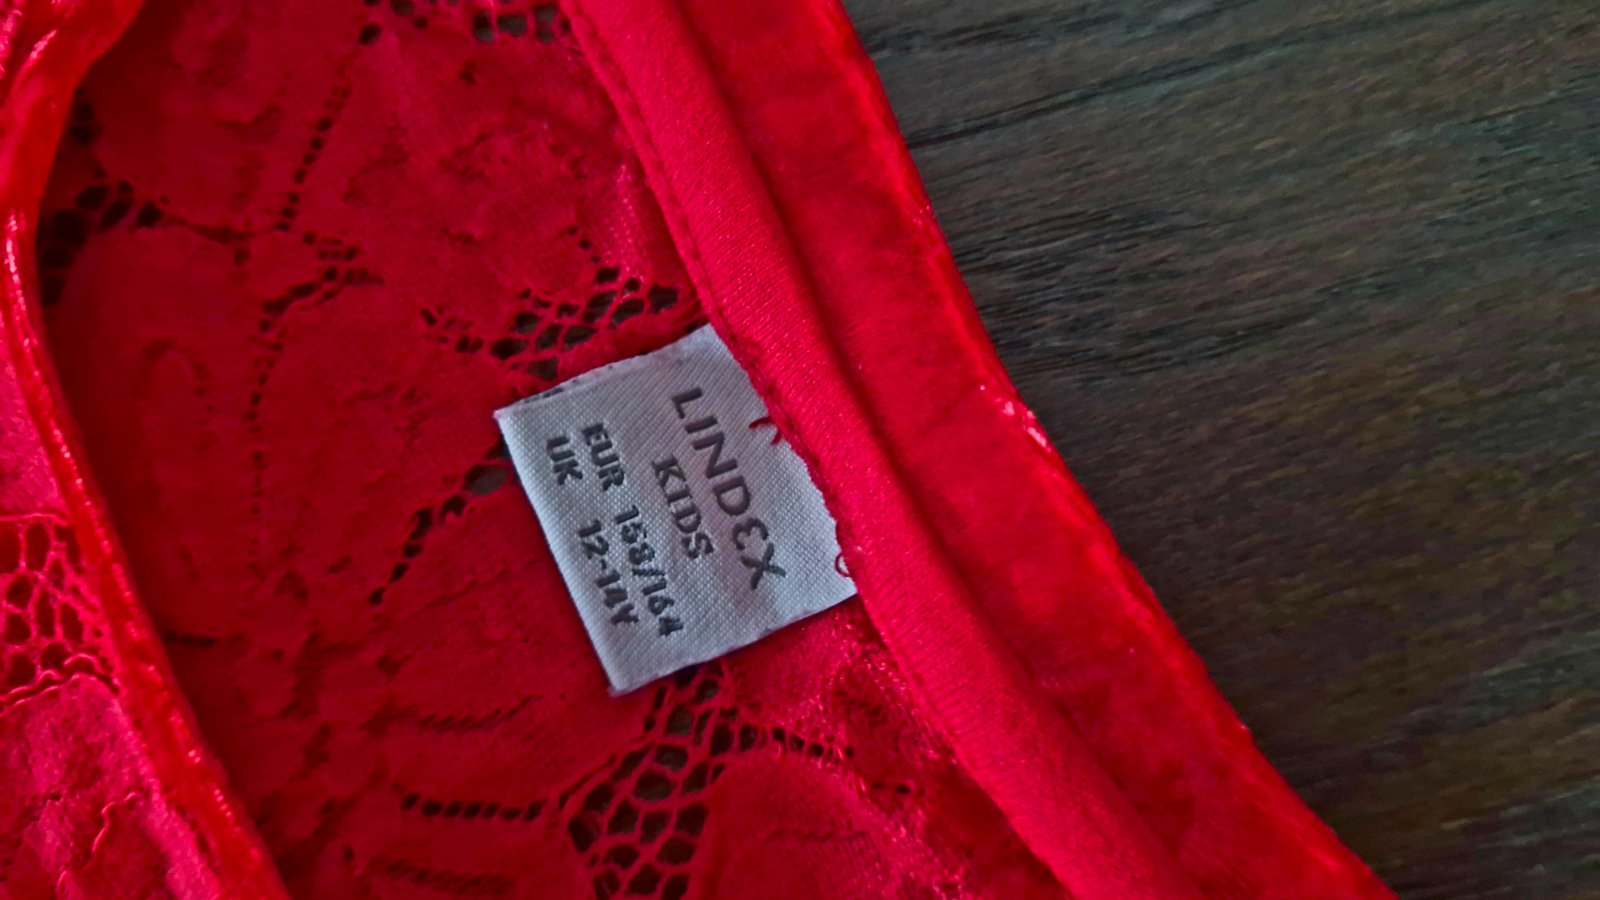 LINDEX
KIDS
EUR 158/164
UK 12-14Y